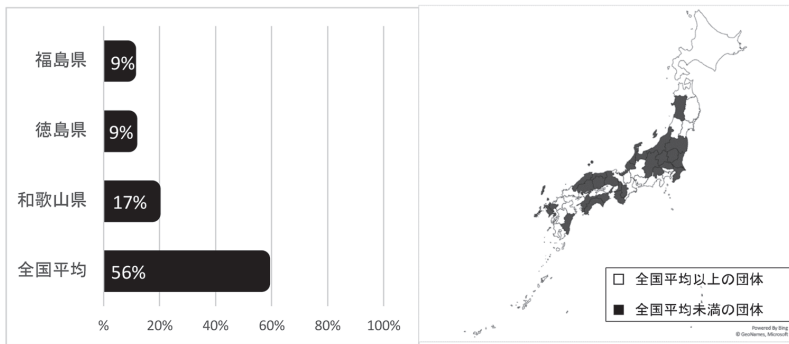 福島県
9%
徳島県
9%
和歌山県
17%
全国平均
56%
% 20% 40% 60% 80% 100%
全国平均以上の団体
全国平均未満の団体
Powered By Bing
© GeoNames, Microsoft